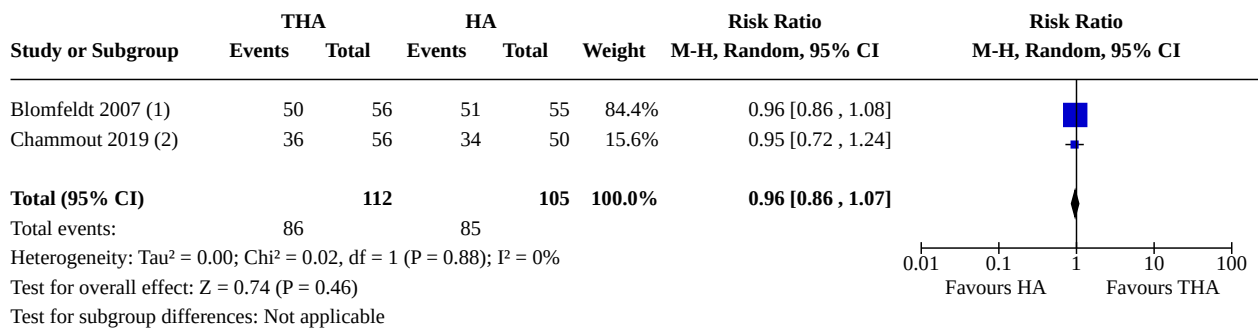 THA HA Risk Ratio Risk Ratio
Study or Subgroup Events Total Events Total Weight M-H, Random, 95% CI M-H, Random, 95% CI
Blomfeldt 2007 (1) 50 56 51 55 84.4% 0.96 [0.86 , 1.08]
Chammout 2019 (2) 36 56 34 50 15.6% 0.95 [0.72 , 1.24]
Total (95% CI) 112 105 100.0% 0.96 [0.86 , 1.07]
Total events: 86 85
Heterogeneity: Tau² = 0.00; Chi² = 0.02, df = 1 (P = 0.88); I² = 0%
0.01 0.1 1 10 100
Test for overall effect: Z = 0.74 (P = 0.46)
Favours HA Favours THA
Test for subgroup differences: Not applicable